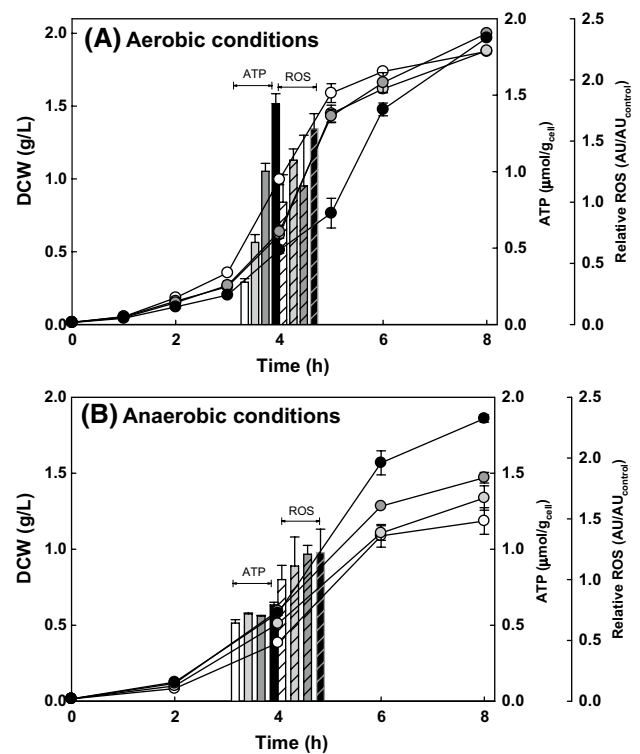 (A) Aerobic conditions
2.0
1.5
1.0
0.5
0.0
DCW (g/L)
ATP
ROS
2.0
1.5
1.0
0.5
0.0
ATP (μmol/g_cell)
2.5
2.0
1.5
1.0
0.5
0.0
Relative ROS (AU/AU_control)
0 2 4 6 8
Time (h)
(B) Anaerobic conditions
2.0
1.5
1.0
0.5
0.0
DCW (g/L)
ATP
ROS
2.0
1.5
1.0
0.5
0.0
ATP (μmol/g_cell)
2.5
2.0
1.5
1.0
0.5
0.0
Relative ROS (AU/AU_control)
0 2 4 6 8
Time (h)